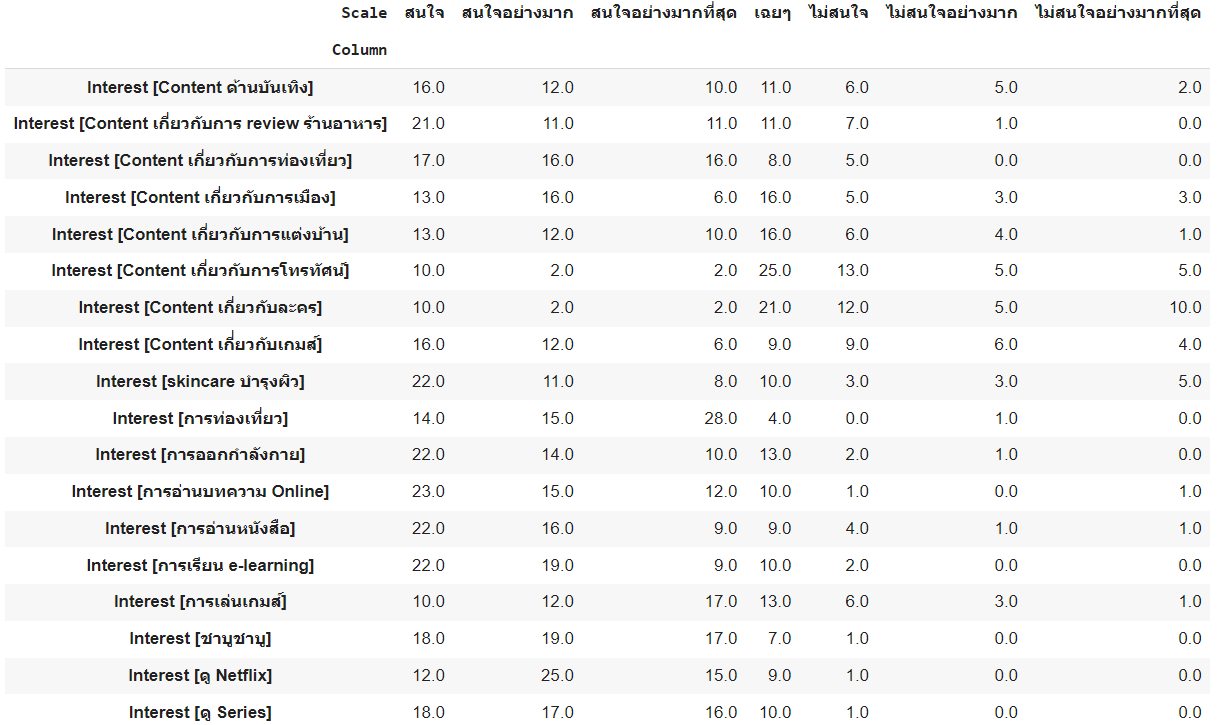 Scale สนใจ สนใจอย่างมาก สนใจอย่างมากที่สุด เฉยๆ ไม่สนใจ ไม่สนใจอย่างมาก ไม่สนใจอย่างมากที่สุด
Column
Interest [Content ด้านบันเทิง] 16.0 12.0 10.0 11.0 6.0 5.0 2.0
Interest [Content เกี่ยวกับการ review ร้านอาหาร] 21.0 11.0 11.0 11.0 7.0 1.0 0.0
Interest [Content เกี่ยวกับการท่องเที่ยว] 17.0 16.0 16.0 8.0 5.0 0.0 0.0
Interest [Content เกี่ยวกับการเมือง] 13.0 16.0 6.0 16.0 5.0 3.0 3.0
Interest [Content เกี่ยวกับการแต่งบ้าน] 13.0 12.0 10.0 16.0 6.0 4.0 1.0
Interest [Content เกี่ยวกับการโทรทัศน์] 10.0 2.0 2.0 25.0 13.0 5.0 5.0
Interest [Content เกี่ยวกับละคร] 10.0 2.0 2.0 21.0 12.0 5.0 10.0
Interest [Content เกี่ยวกับเกมส์] 16.0 12.0 6.0 9.0 9.0 6.0 4.0
Interest [skincare บำรุงผิว] 22.0 11.0 8.0 10.0 3.0 3.0 5.0
Interest [การท่องเที่ยว] 14.0 15.0 28.0 4.0 0.0 1.0 0.0
Interest [การออกกำลังกาย] 22.0 14.0 10.0 13.0 2.0 1.0 0.0
Interest [การอ่านบทความ Online] 23.0 15.0 12.0 10.0 1.0 0.0 1.0
Interest [การอ่านหนังสือ] 22.0 16.0 9.0 9.0 4.0 1.0 1.0
Interest [การเรียน e-learning] 22.0 19.0 9.0 10.0 2.0 0.0 0.0
Interest [การเล่นเกมส์] 10.0 12.0 17.0 13.0 6.0 3.0 1.0
Interest [ชาบูชาบู] 18.0 19.0 17.0 7.0 1.0 0.0 0.0
Interest [ดู Netflix] 12.0 25.0 15.0 9.0 1.0 0.0 0.0
Interest [ดู Series] 18.0 17.0 16.0 10.0 1.0 0.0 0.0